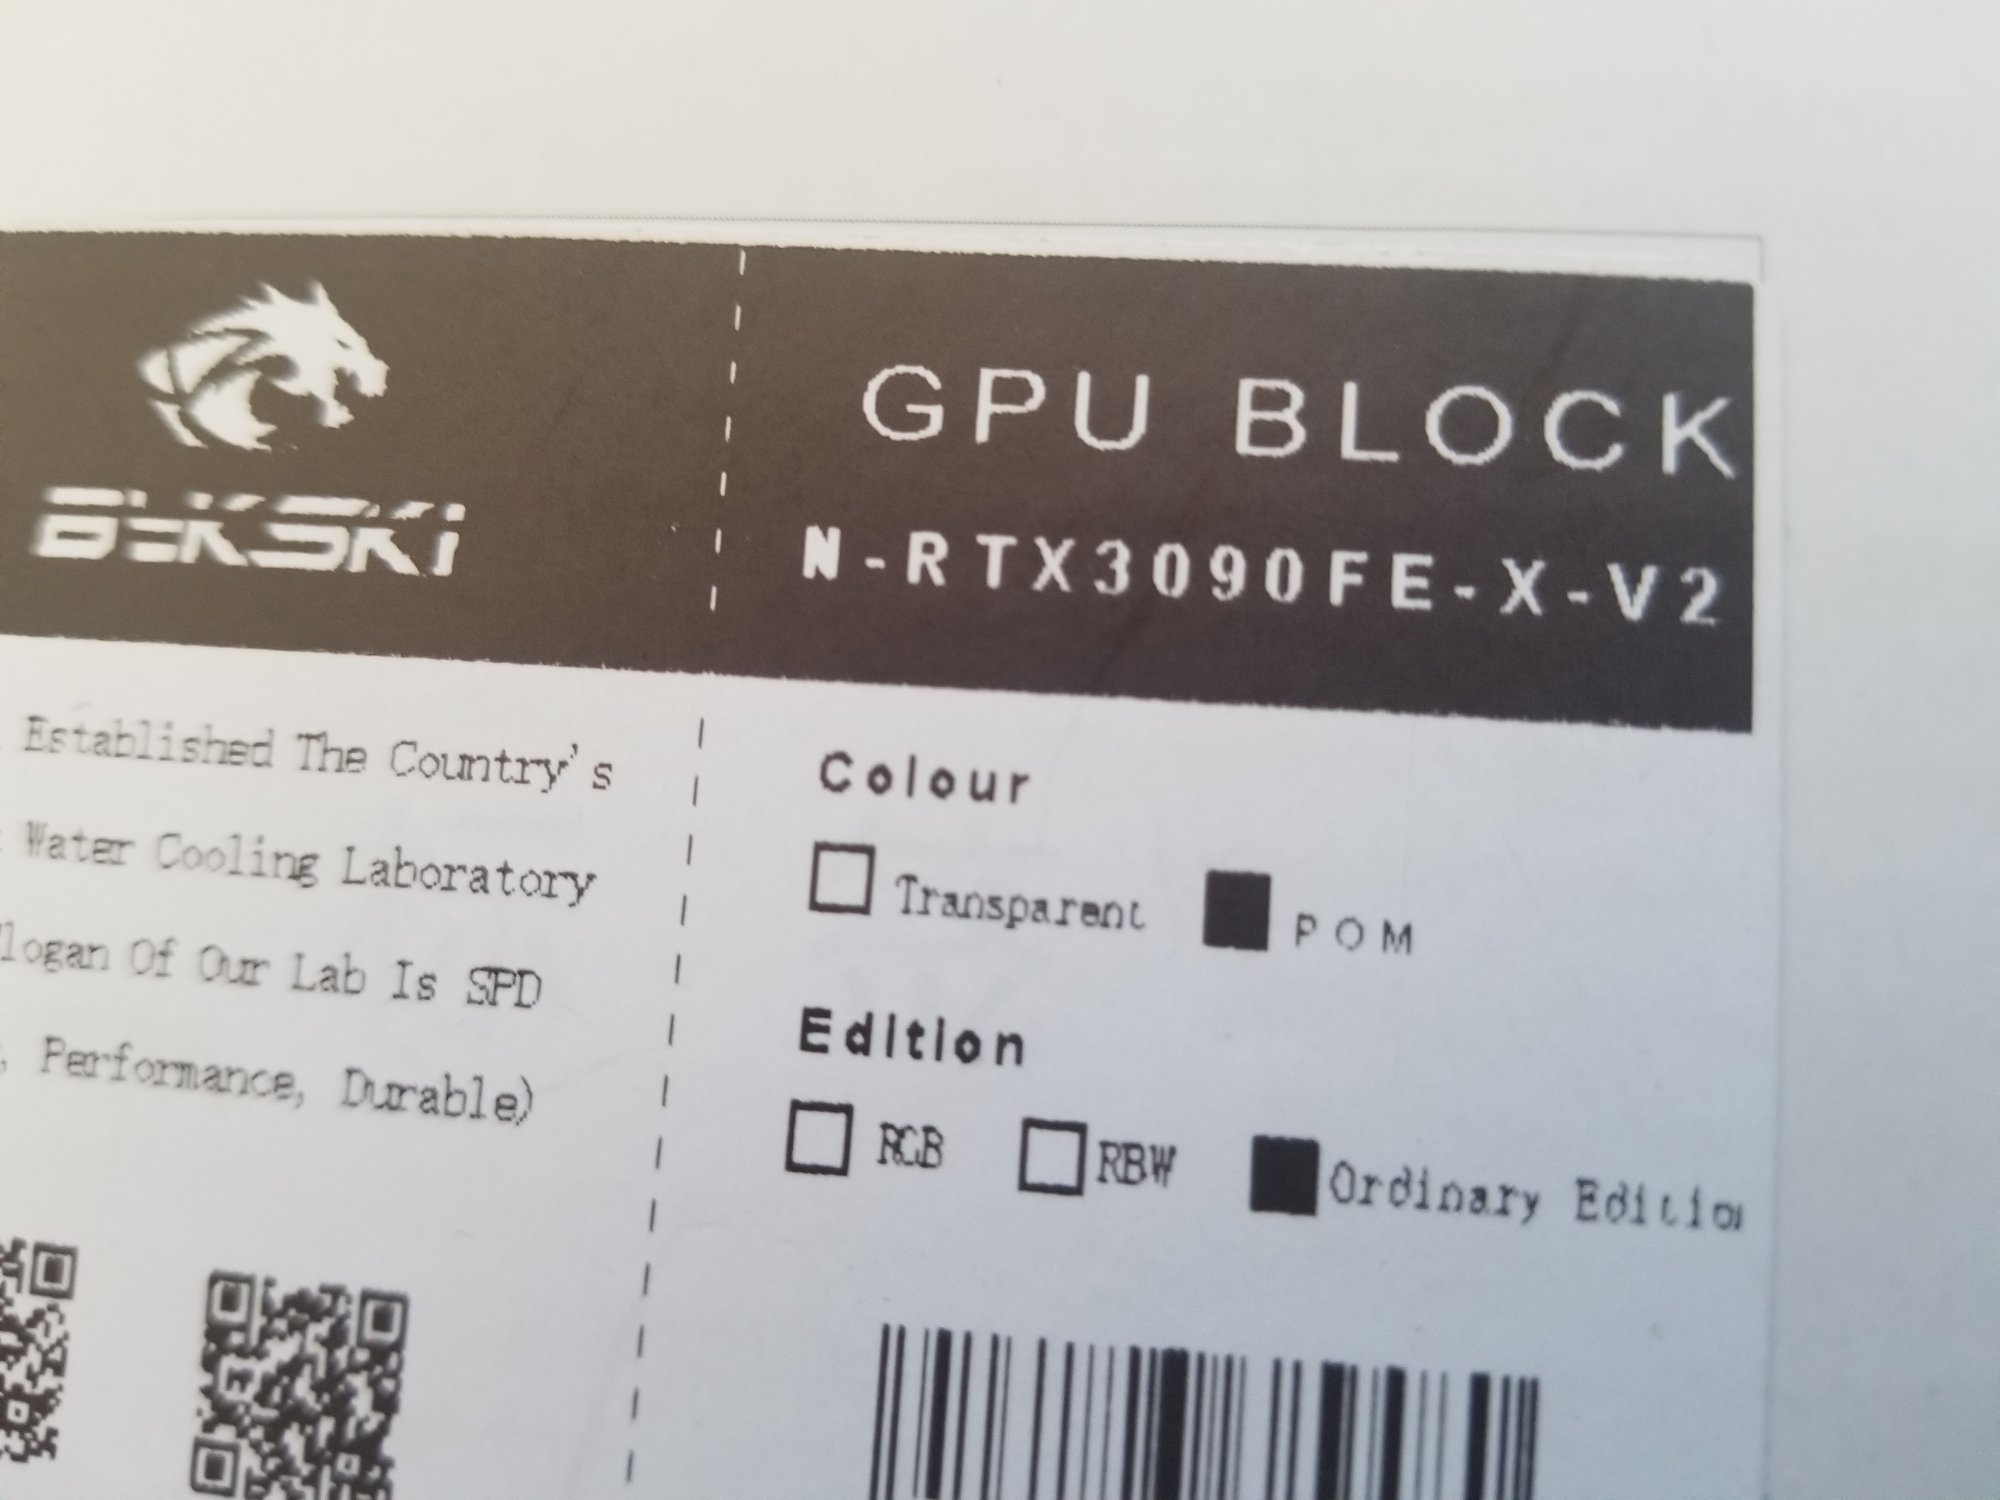 BYKSKI
GPU BLOCK
N-RTX3090FE-X-V2
Established The Country's
Water Cooling Laboratory
logan Of Our Lab Is SPD
, Performance, Durable)
Colour
Transparent POM
Edition
RGB RBW Ordinary Editio